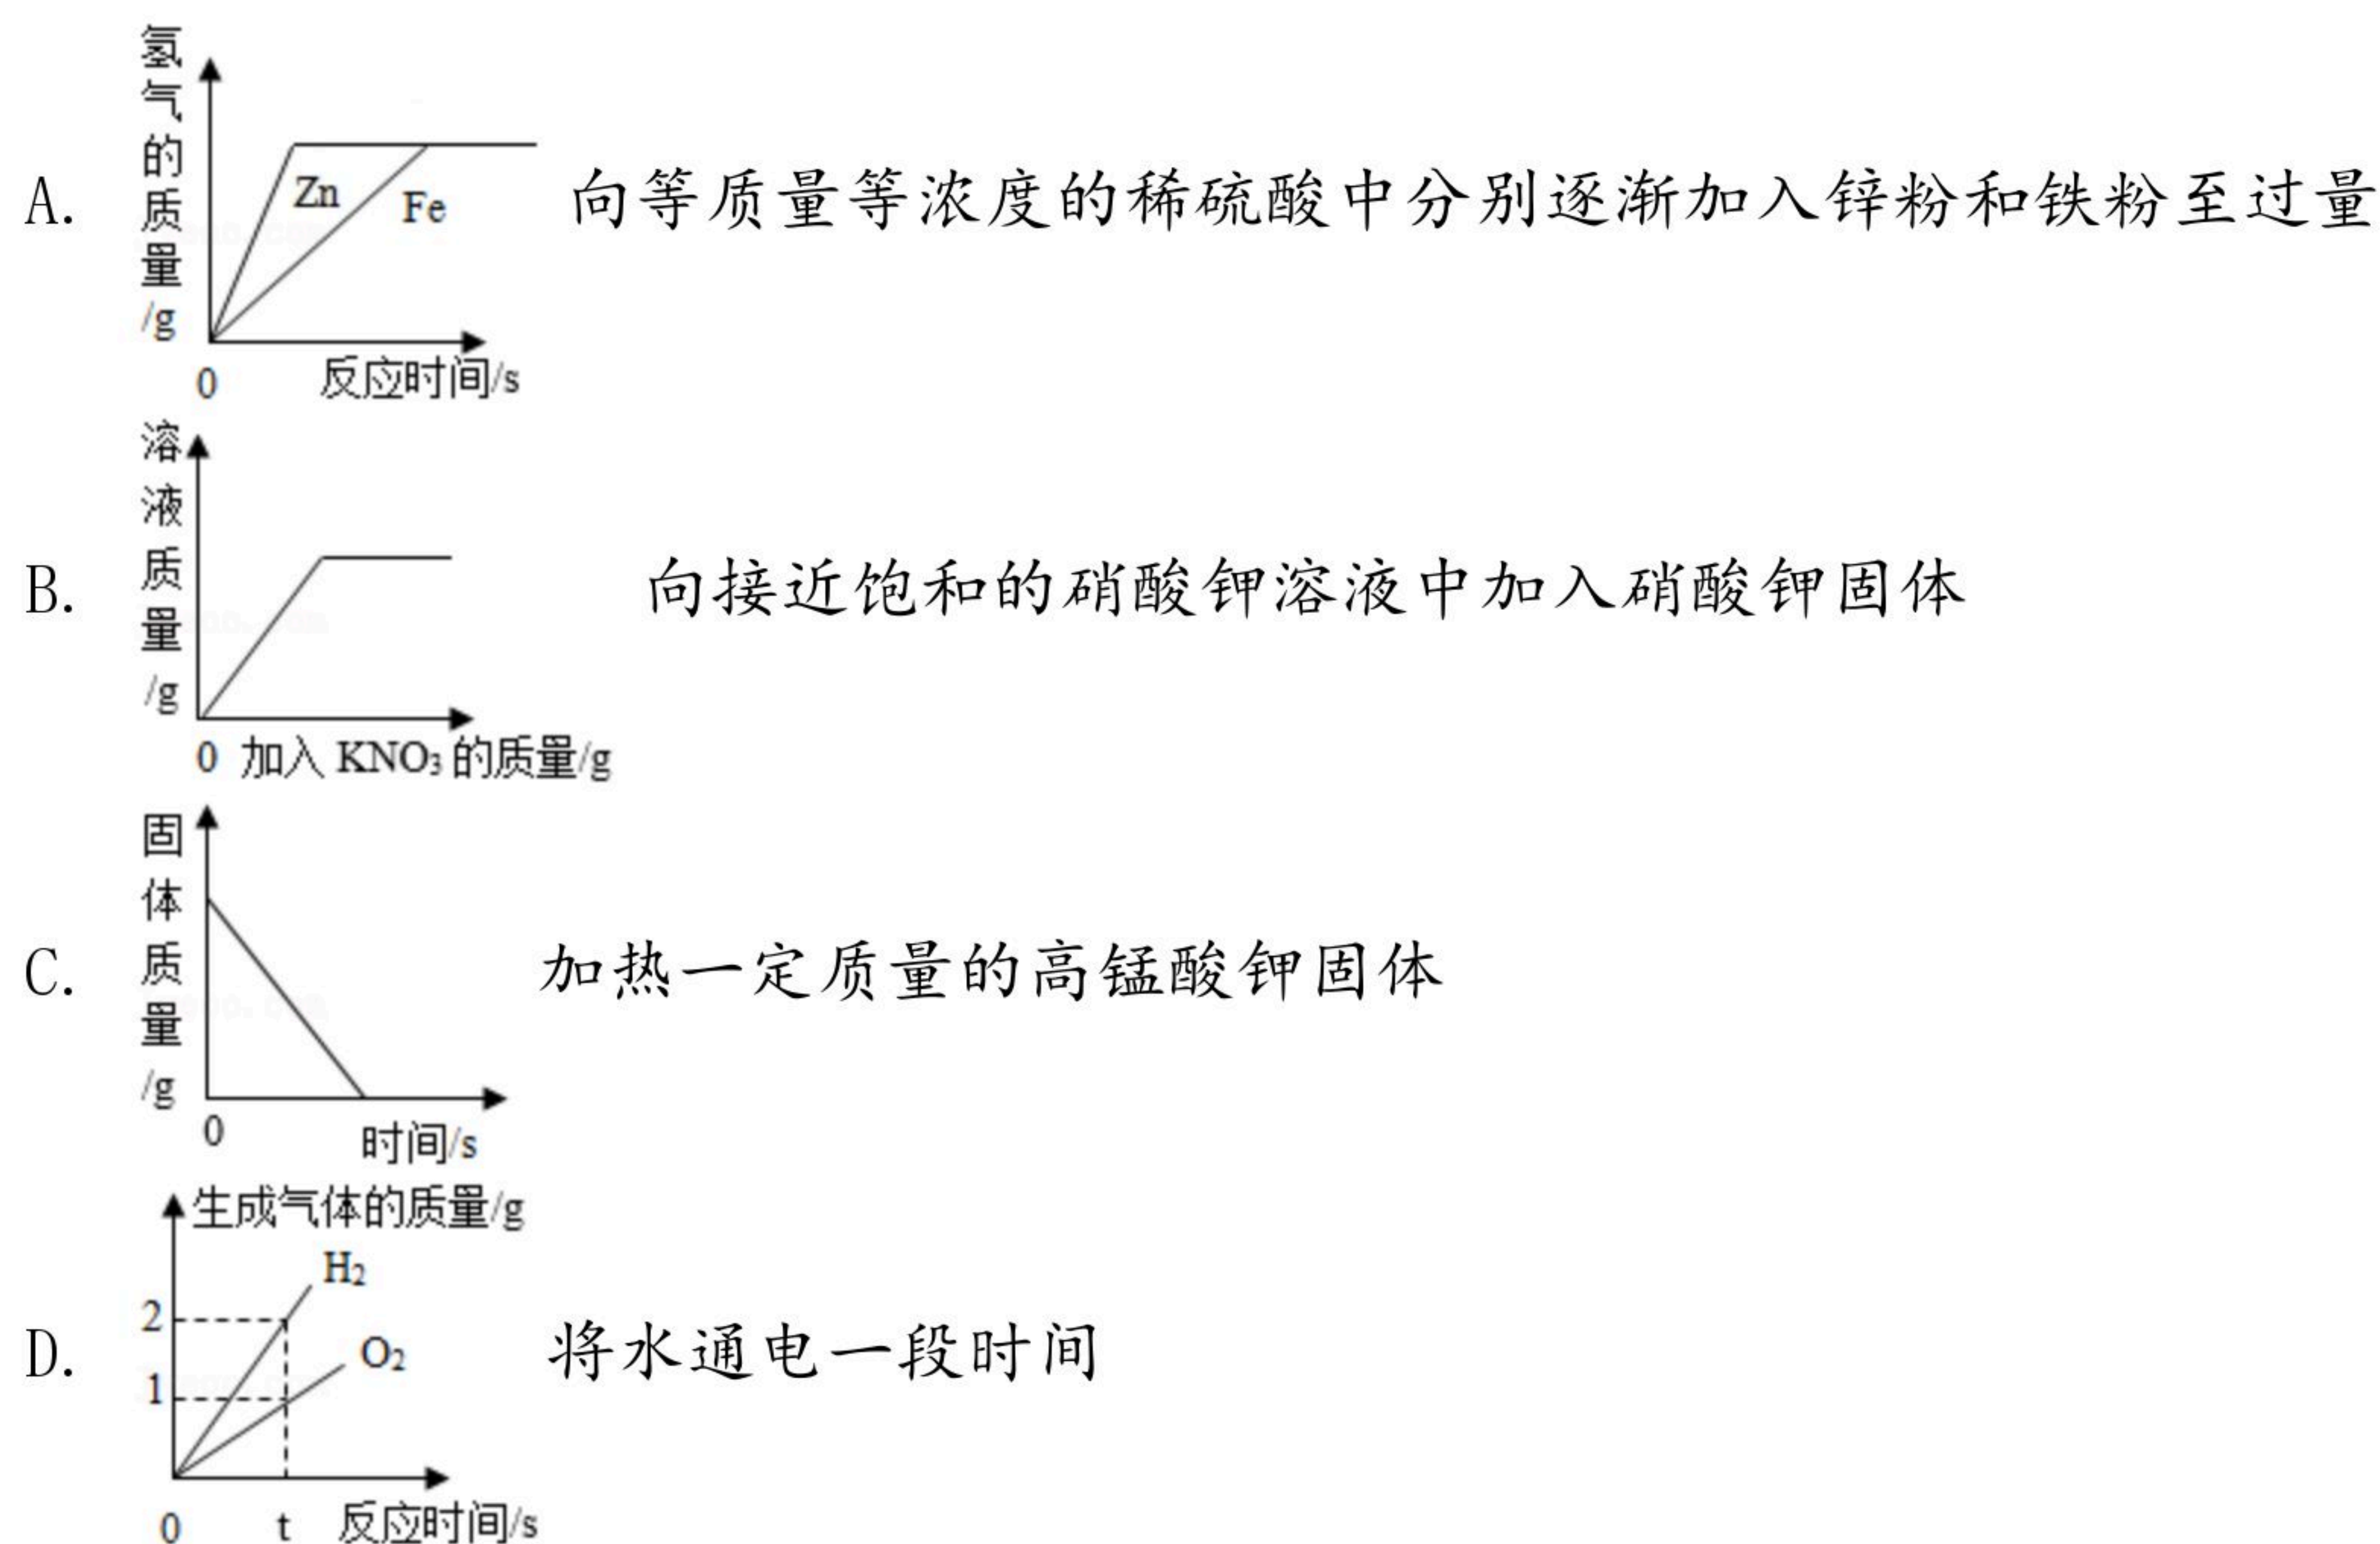 氢气的质量/g
A.
Zn
Fe
0
反应时间/s
向等质量等浓度的稀硫酸中分别逐渐加入锌粉和铁粉至过量
溶液质量/g
B.
0
加入 KNO₃ 的质量/g
向接近饱和的硝酸钾溶液中加入硝酸钾固体
固体质量/g
C.
0
时间/s
加热一定质量的高锰酸钾固体
生成气体的质量/g
D.
H₂
2
O₂
1
0
t
反应时间/s
将水通电一段时间